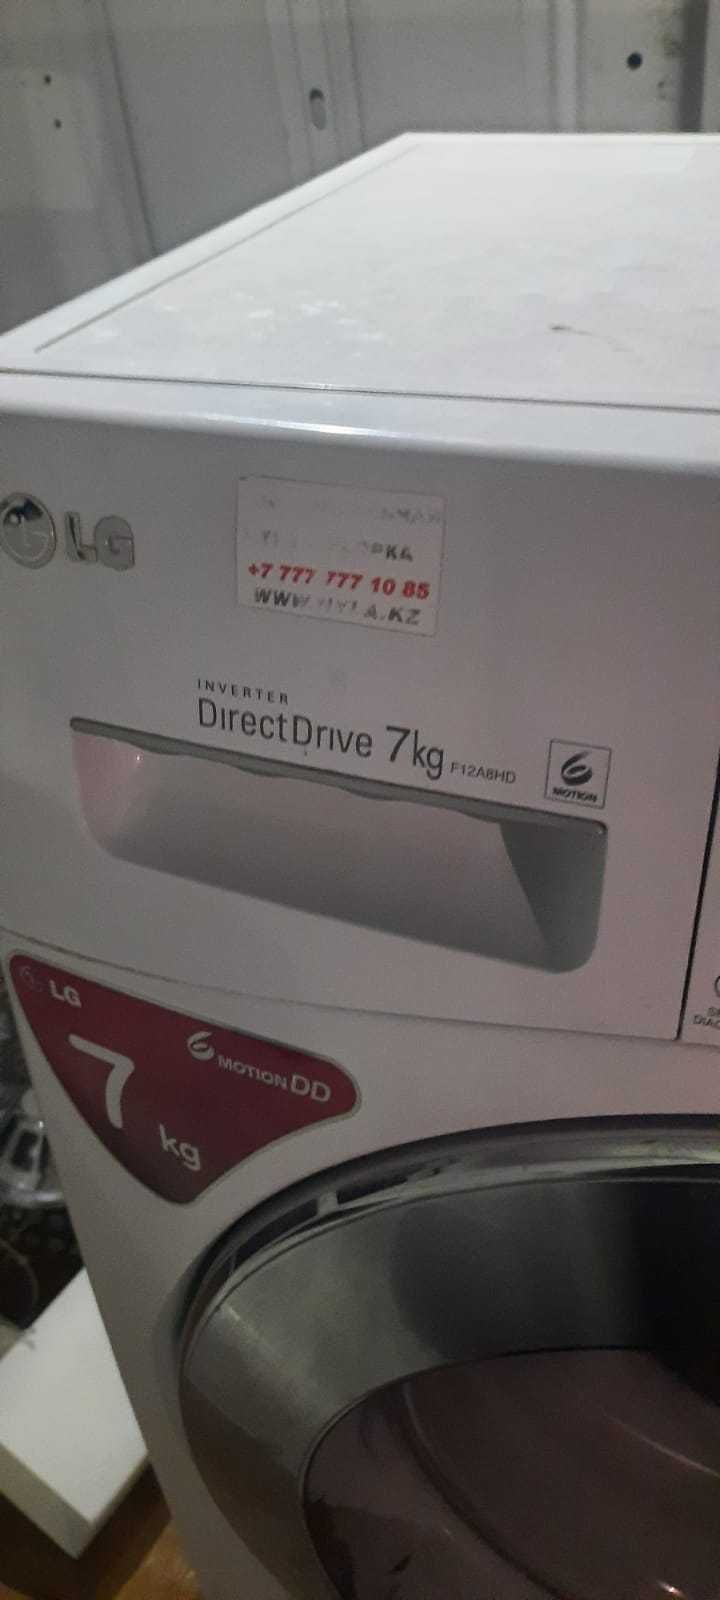 LG
+7 777 777 10 85
INVERTER
DirectDrive 7kg F12A8HD
6
MOTION
LG
6 MOTION DD
7
kg